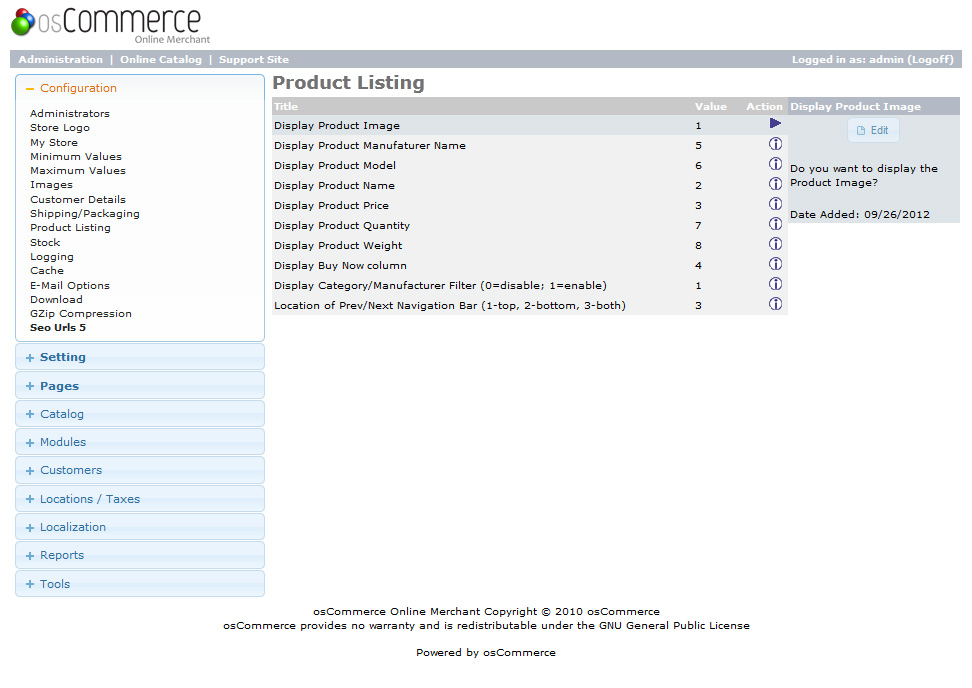 osCommerce
Online Merchant
Administration | Online Catalog | Support Site
Logged in as: admin (Logoff)
Configuration
Administrators
Store Logo
My Store
Minimum Values
Maximum Values
Images
Customer Details
Shipping/Packaging
Product Listing
Stock
Logging
Cache
E-Mail Options
Download
GZip Compression
Seo Urls 5
Setting
Pages
Catalog
Modules
Customers
Locations / Taxes
Localization
Reports
Tools
Product Listing
Title Value Action
Display Product Image 1
Display Product Manufaturer Name 5
Display Product Model 6
Display Product Name 2
Display Product Price 3
Display Product Quantity 7
Display Product Weight 8
Display Buy Now column 4
Display Category/Manufacturer Filter (0=disable; 1=enable) 1
Location of Prev/Next Navigation Bar (1-top, 2-bottom, 3-both) 3
Display Product Image
Edit
Do you want to display the
Product Image?
Date Added: 09/26/2012
osCommerce Online Merchant Copyright © 2010 osCommerce
osCommerce provides no warranty and is redistributable under the GNU General Public License
Powered by osCommerce